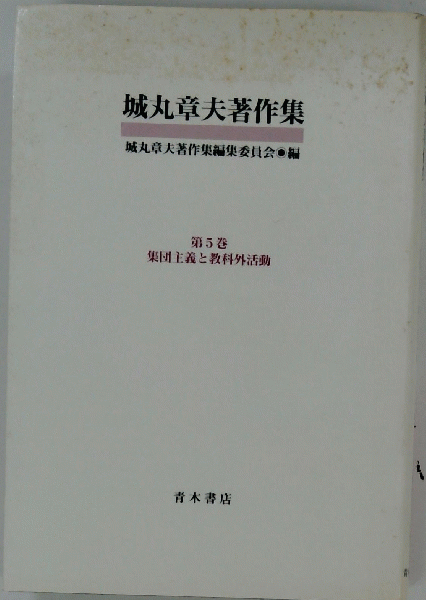 城丸章夫著作集
城丸章夫著作集編集委員会◉編
第5巻
集団主義と教科外活動
青木書店